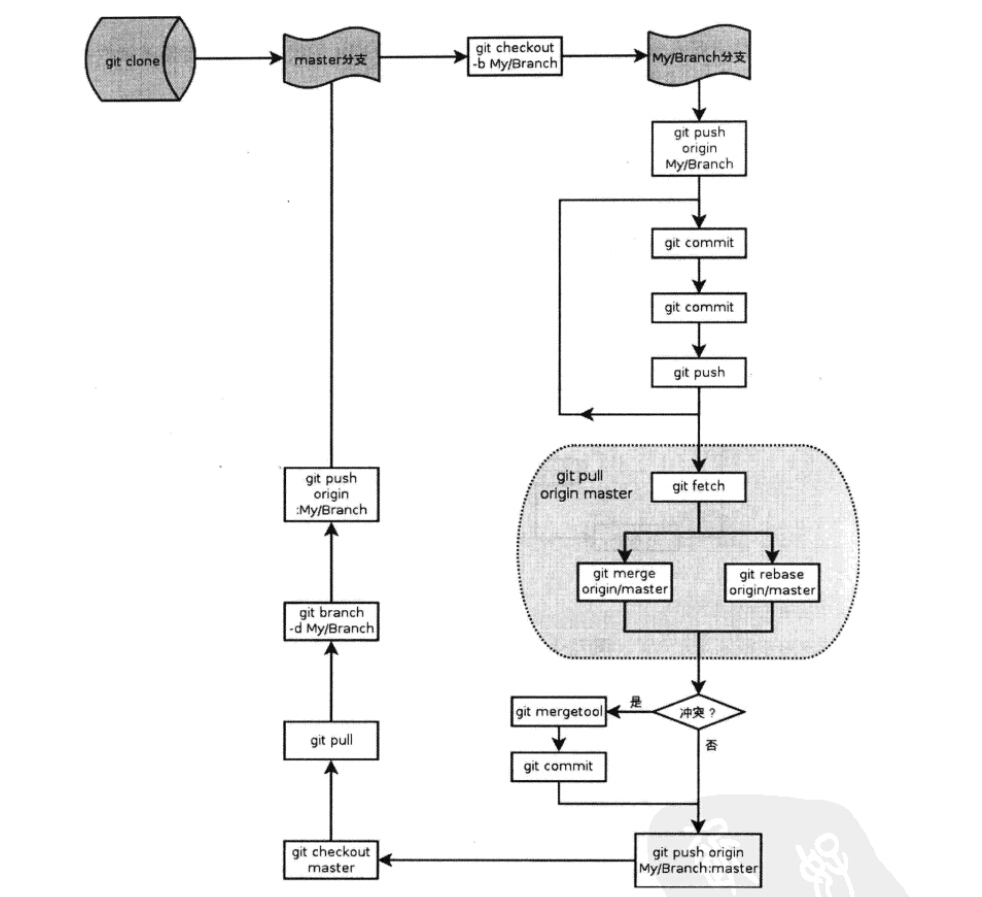 git clone
master分支
git checkout
-b My/Branch
My/Branch分支
git push
origin
My/Branch
git commit
git commit
git push
git pull
origin master
git fetch
git merge
origin/master
git rebase
origin/master
冲突？
是
否
git mergetool
git commit
git push origin
My/Branch:master
git checkout
master
git pull
git branch
-d My/Branch
git push
origin
:My/Branch